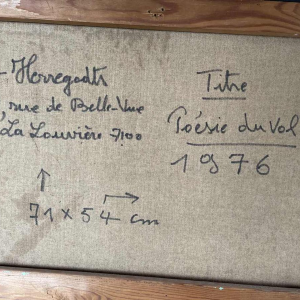 Herregodts
rue de Belle-Vue
La Louvière 7100
Titre
Poésie du Vol
1976
71 x 54 cm